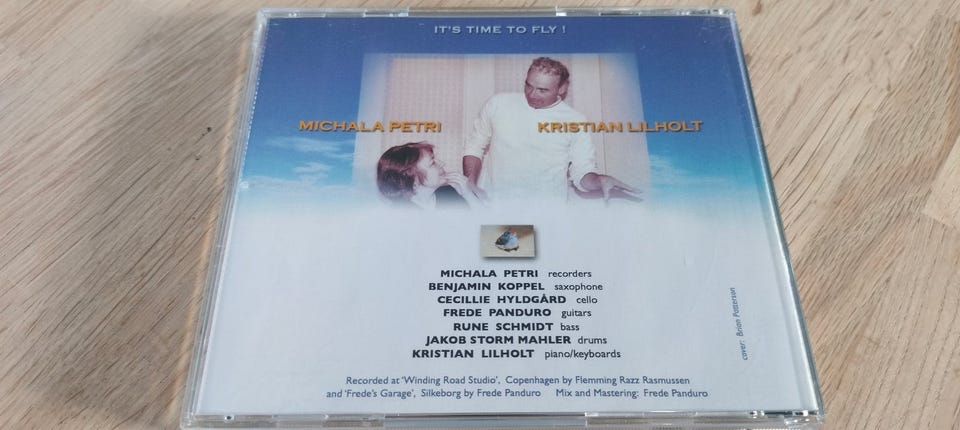 IT'S TIME TO FLY !
MICHALA PETRI KRISTIAN LILHOLT
MICHALA PETRI recorders
BENJAMIN KOPPEL saxophone
CECILLIE HYLDGÅRD cello
FREDE PANDURO guitars
RUNE SCHMIDT bass
JAKOB STORM MAHLER drums
KRISTIAN LILHOLT piano/keyboards
cover: Brian Patterson
Recorded at 'Winding Road Studio', Copenhagen by Flemming Razz Rasmussen
and 'Frede's Garage', Silkeborg by Frede Panduro Mix and Mastering: Frede Panduro